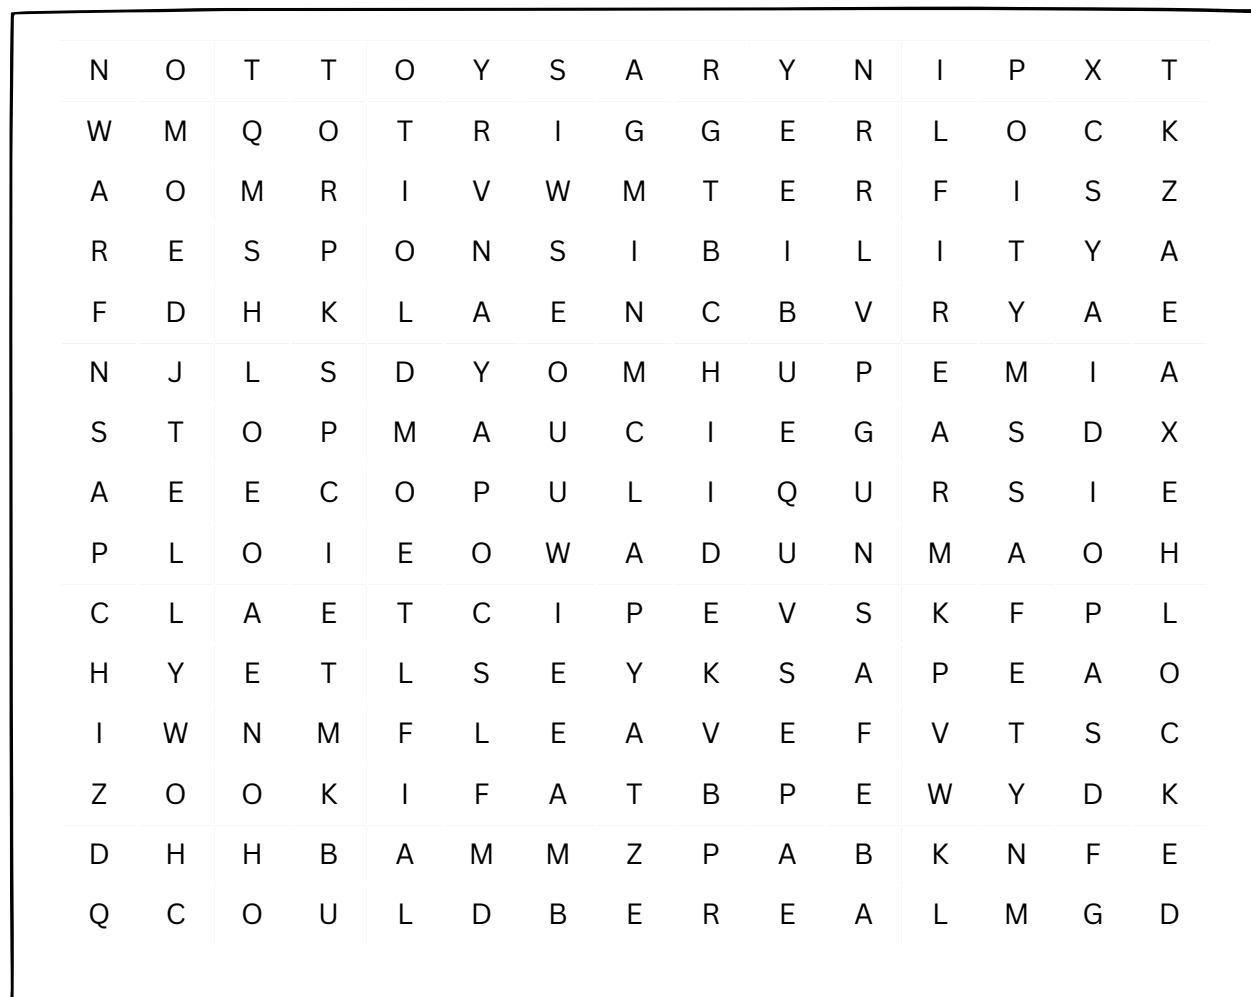 N O T T O Y S A R Y N I P X T
W M Q O T R I G G E R L O C K
A O M R I V W M T E R F I S Z
R E S P O N S I B I L I T Y A
F D H K L A E N C B V R Y A E
N J L S D Y O M H U P E M I A
S T O P M A U C I E G A S D X
A E E C O P U L I Q U R S I E
P L O I E O W A D U N M A O H
C L A E T C I P E V S K F P L
H Y E T L S E Y K S A P E A O
I W N M F L E A V E F V T S C
Z O O K I F A T B P E W Y D K
D H H B A M M Z P A B K N F E
Q C O U L D B E R E A L M G D